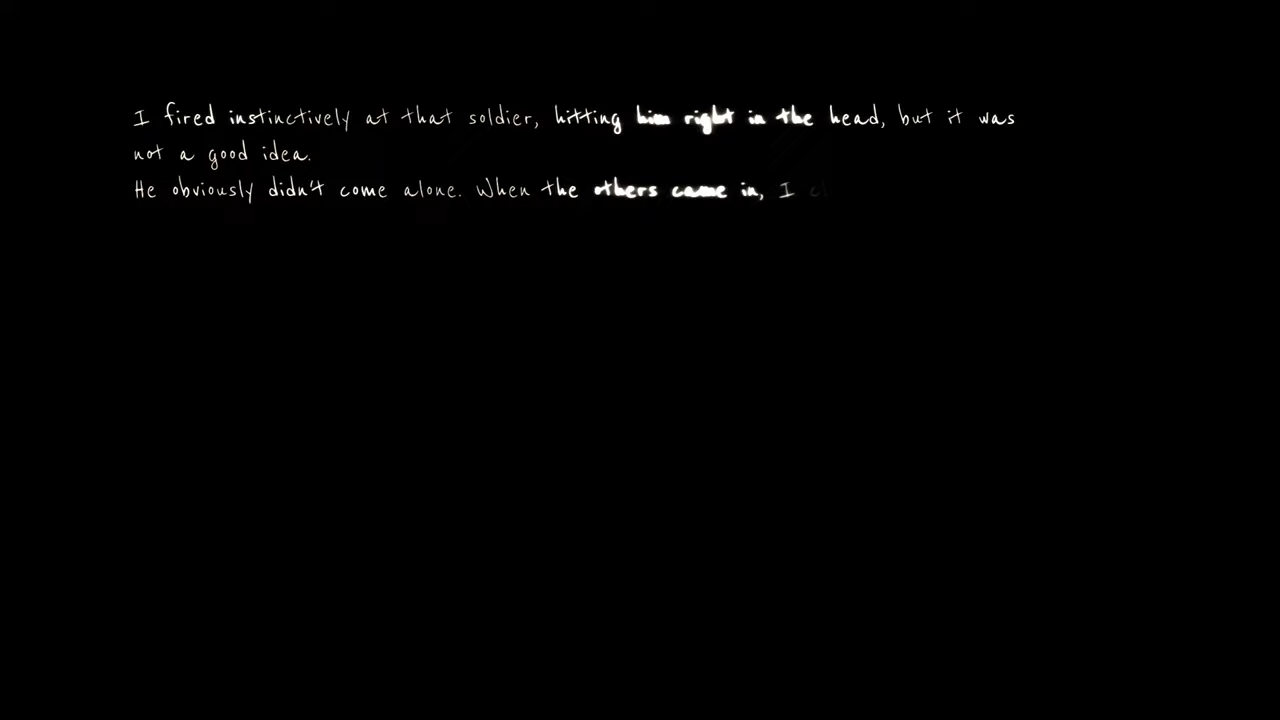 I fired instinctively at that soldier, hitting him right in the head, but it was
not a good idea.
He obviously didn't come alone. When the others came in, I